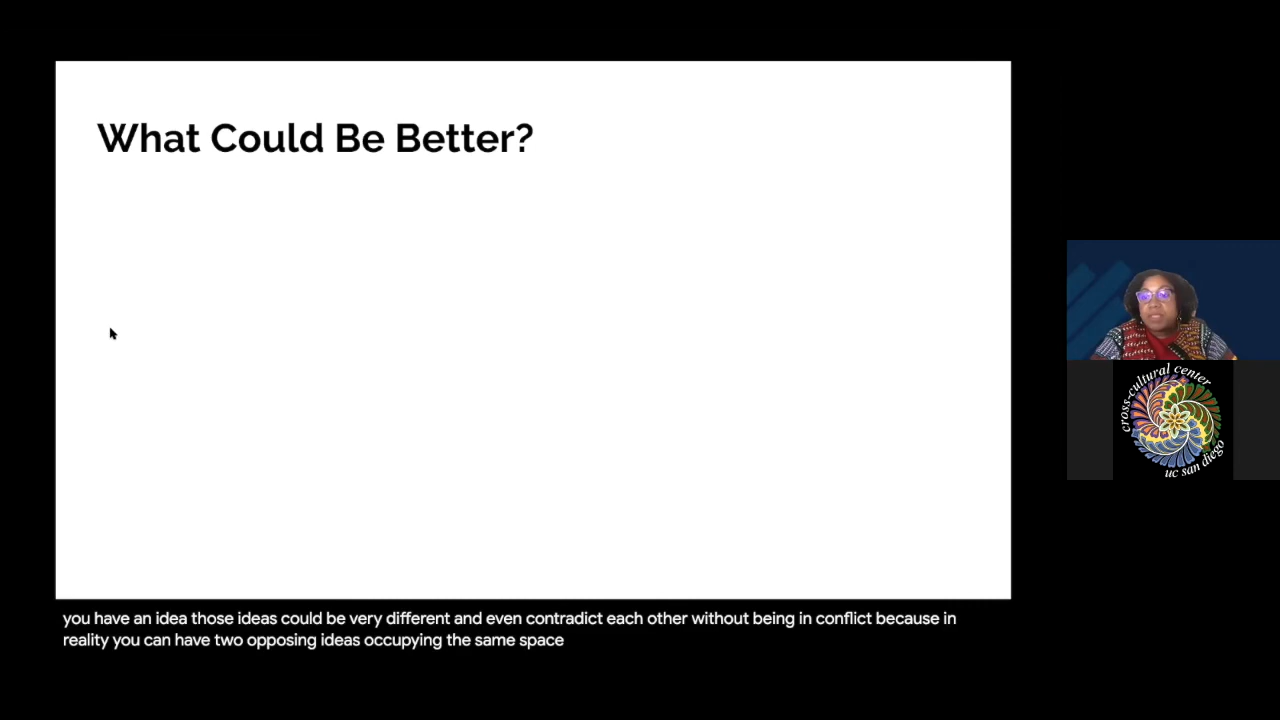 What Could Be Better?
cross-cultural center
uc san diego
you have an idea those ideas could be very different and even contradict each other without being in conflict because in
reality you can have two opposing ideas occupying the same space